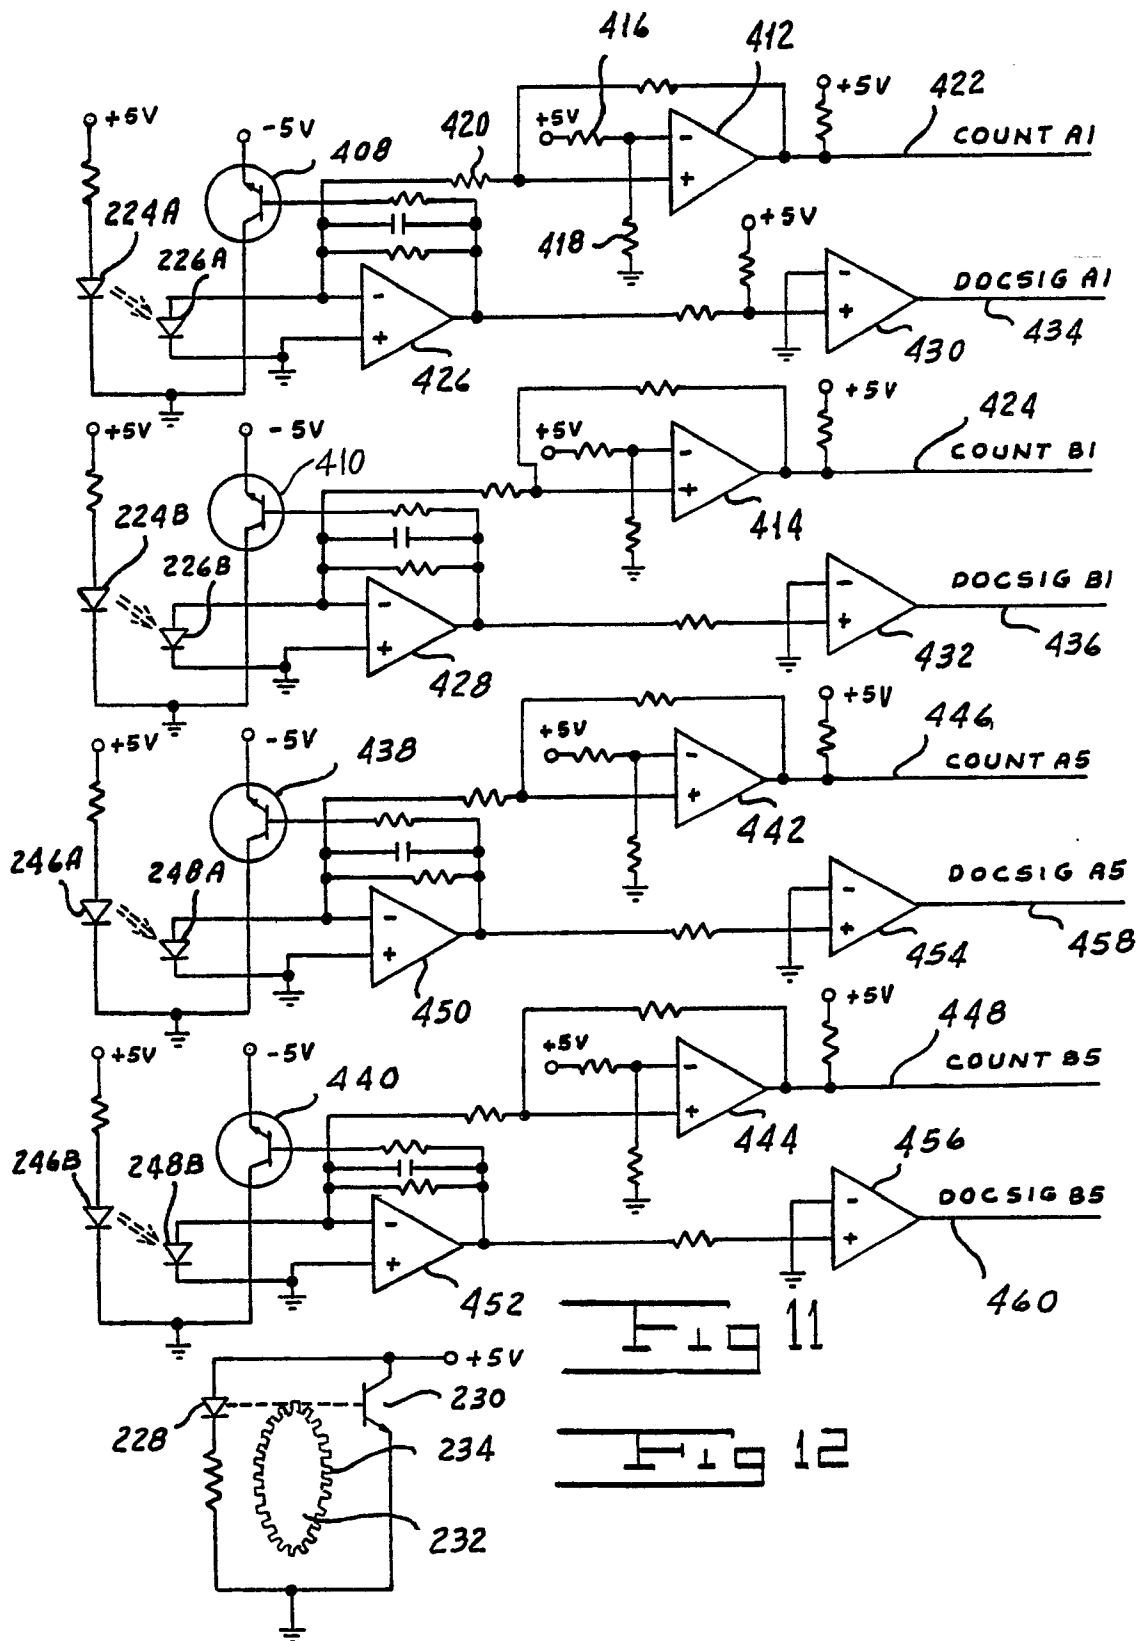 416
412
+5V
-5V
408
420
+5V
+5V
422
COUNT A1
224A
226A
418
+5V
-
+
-
+
426
-
+
430
DOCSIG A1
434
+5V
-5V
410
+5V
+5V
424
COUNT B1
-
+
414
224B
226B
-
+
428
-
+
432
DOCSIG B1
436
+5V
-5V
438
+5V
+5V
446
COUNT A5
-
+
442
246A
248A
-
+
450
-
+
454
DOCSIG A5
458
+5V
-5V
440
+5V
+5V
448
COUNT B5
-
+
444
246B
248B
-
+
452
456
-
+
DOCSIG B5
460
Fig 11
+5V
228
230
234
232
Fig 12